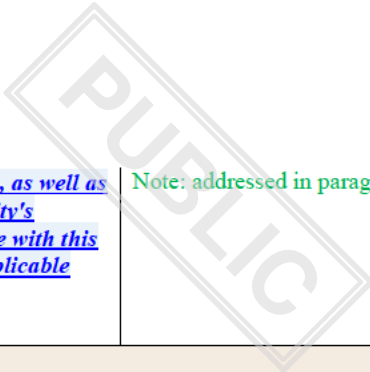 , as well as
ty's
e with this
plicable
Note: addressed in parag
PUBLIC